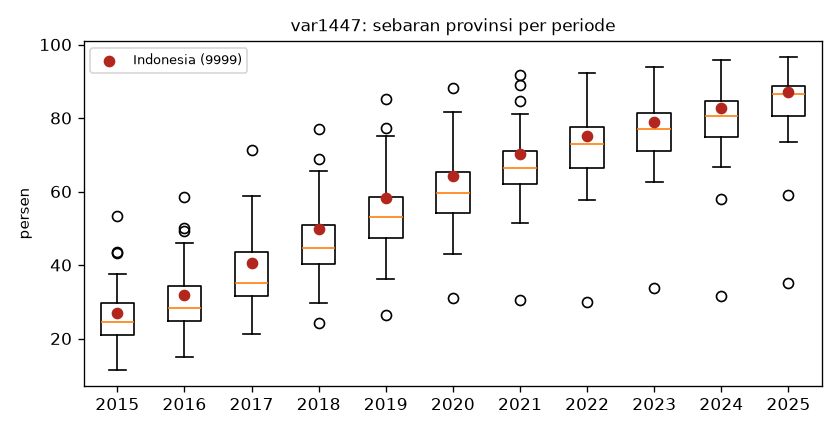 var1447: sebaran provinsi per periode
Indonesia (9999)
persen
100
80
60
40
20
2015 2016 2017 2018 2019 2020 2021 2022 2023 2024 2025